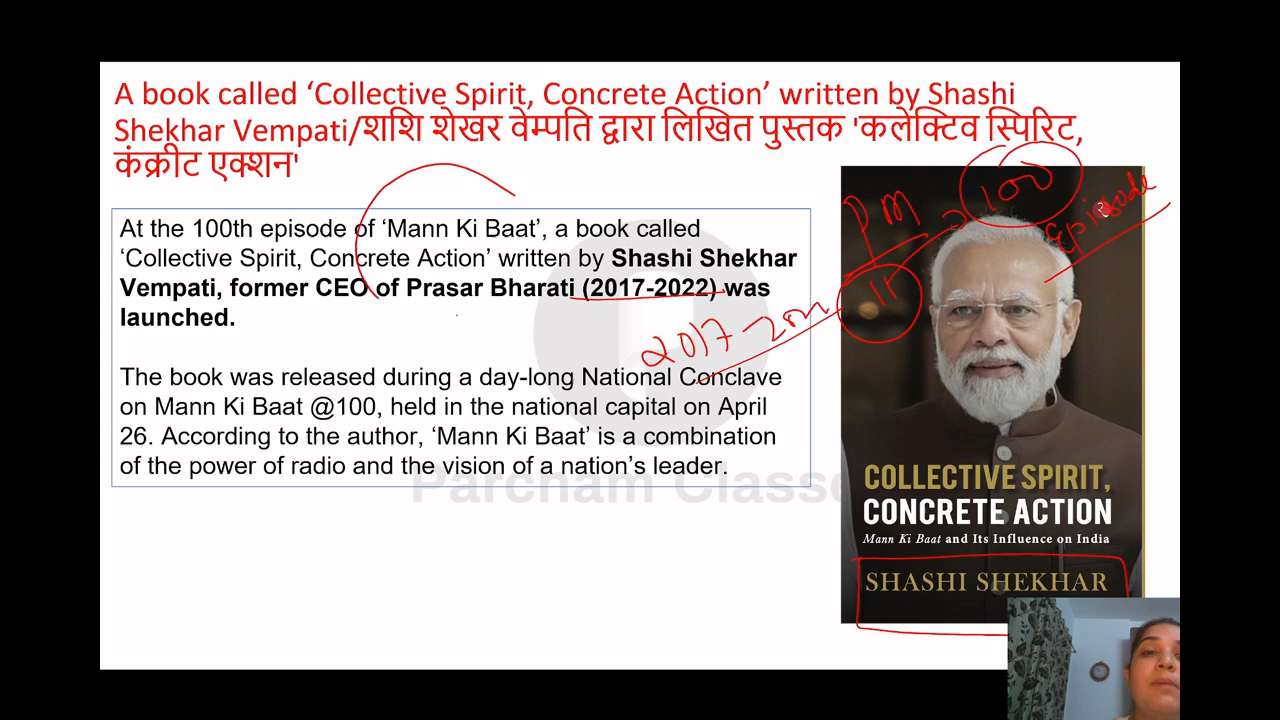 A book called ‘Collective Spirit, Concrete Action’ written by Shashi
Shekhar Vempati/शशि शेखर वेम्पति द्वारा लिखित पुस्तक 'कलेक्टिव स्पिरिट,
कंक्रीट एक्शन'
At the 100th episode of ‘Mann Ki Baat’, a book called
‘Collective Spirit, Concrete Action’ written by Shashi Shekhar
Vempati, former CEO of Prasar Bharati (2017-2022) was
launched.
The book was released during a day-long National Conclave
on Mann Ki Baat @100, held in the national capital on April
26. According to the author, ‘Mann Ki Baat’ is a combination
of the power of radio and the vision of a nation’s leader.
Parcham Classe
PM
100
Episode
2017-
COLLECTIVE SPIRIT,
CONCRETE ACTION
Mann Ki Baat and Its Influence on India
SHASHI SHEKHAR